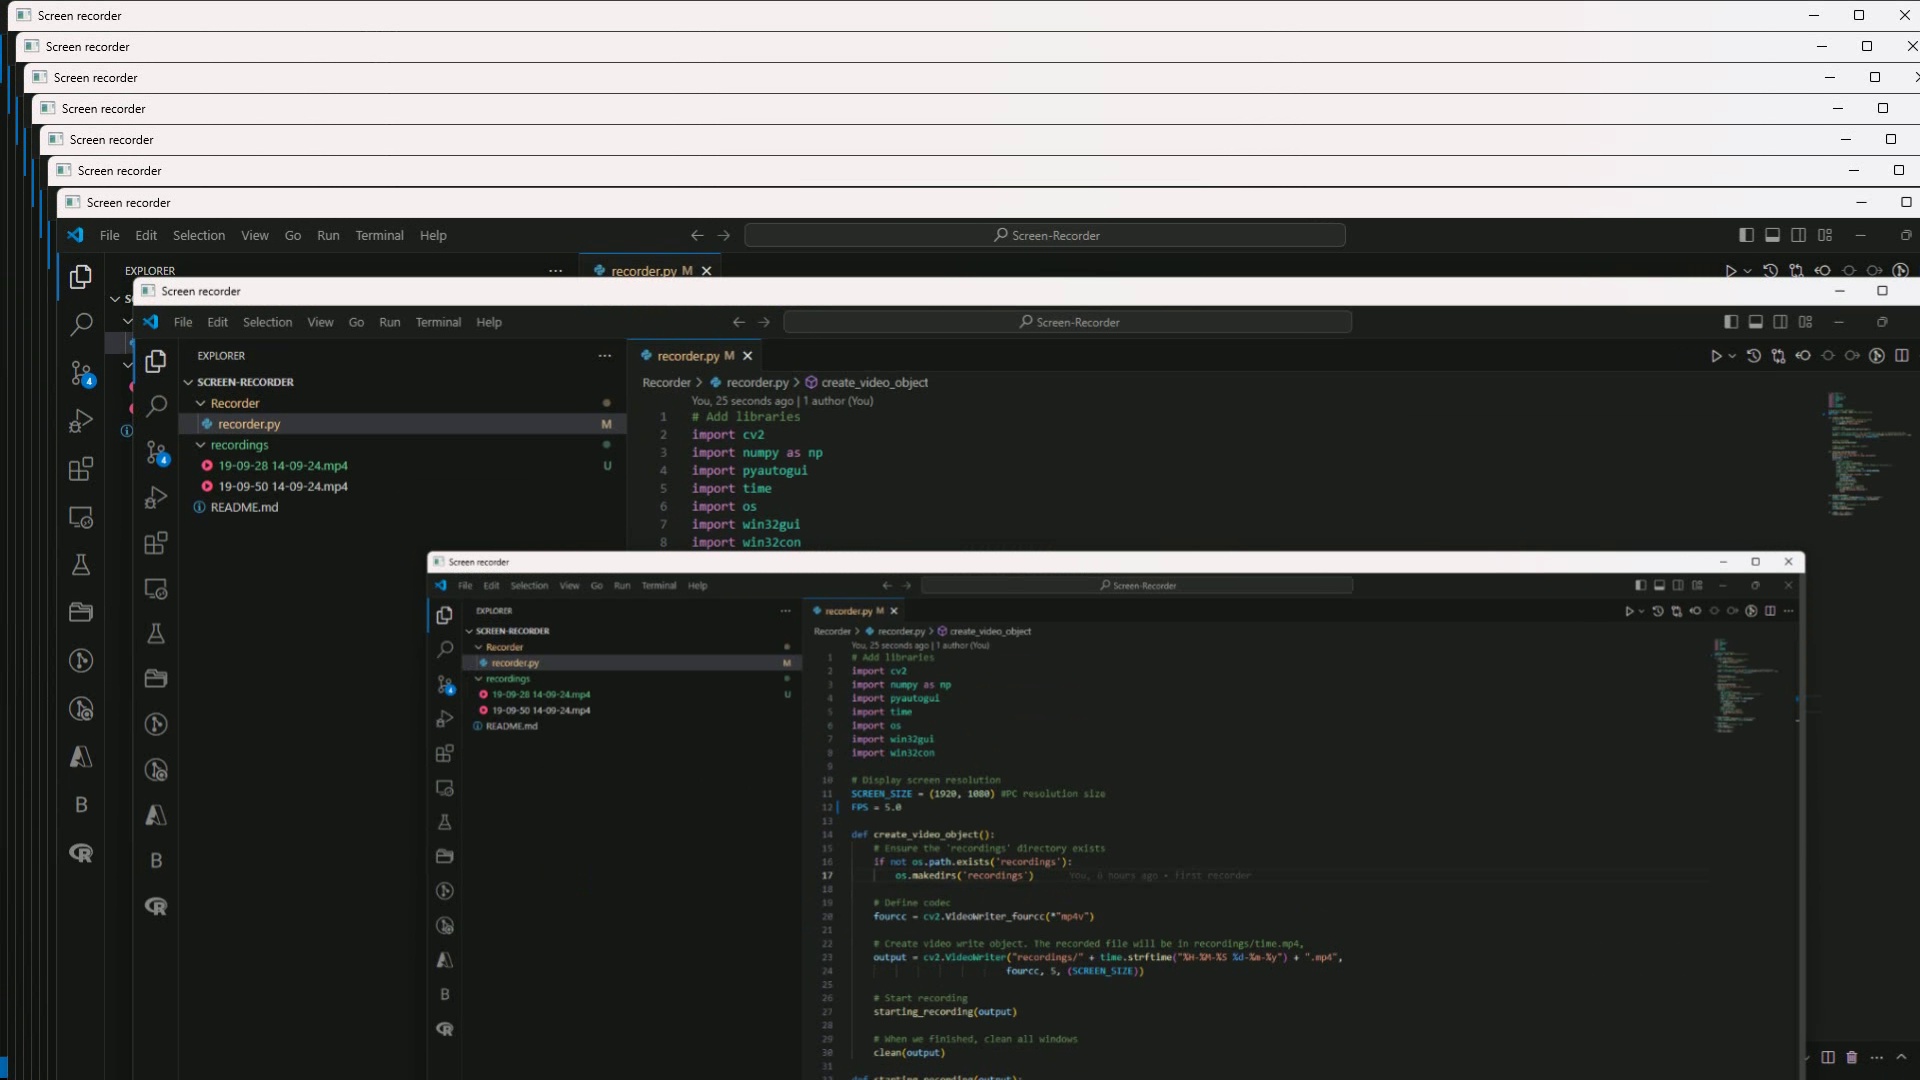 Screen recorder
Screen recorder
Screen recorder
Screen recorder
Screen recorder
Screen recorder
Screen recorder
File Edit Selection View Go Run Terminal Help
Screen-Recorder
EXPLORER
recorder.py M
S
4
Screen recorder
File Edit Selection View Go Run Terminal Help
Screen-Recorder
EXPLORER
recorder.py M
SCREEN-RECORDER
Recorder > recorder.py > create_video_object
You, 25 seconds ago | 1 author (You)
Recorder
recorder.py M
recordings
19-09-28 14-09-24.mp4 U
19-09-50 14-09-24.mp4
README.md
4
1 # Add libraries
2 import cv2
3 import numpy as np
4 import pyautogui
5 import time
6 import os
7 import win32gui
8 import win32con
B
B
Screen recorder
File Edit Selection View Go Run Terminal Help
Screen-Recorder
EXPLORER
recorder.py M
SCREEN-RECORDER
Recorder > recorder.py > create_video_object
You, 25 seconds ago | 1 author (You)
Recorder
recorder.py M
recordings
19-09-28 14-09-24.mp4 U
19-09-50 14-09-24.mp4
README.md
4
B
1 # Add libraries
2 import cv2
3 import numpy as np
4 import pyautogui
5 import time
6 import os
7 import win32gui
8 import win32con
9
10 # Display screen resolution
11 SCREEN_SIZE = (1920, 1080) #PC resolution size
12 FPS = 5.0
13
14 def create_video_object():
15 # Ensure the 'recordings' directory exists
16 if not os.path.exists('recordings'):
17 os.makedirs('recordings') You, 6 hours ago • first recorder
18
19 # Define codec
20 fourcc = cv2.VideoWriter_fourcc(*"mp4v")
21
22 # Create video write object. The recorded file will be in recordings/time.mp4,
23 output = cv2.VideoWriter("recordings/" + time.strftime("%H-%M-%S %d-%m-%y") + ".mp4",
24 fourcc, 5, (SCREEN_SIZE))
25
26 # Start recording
27 starting_recording(output)
28
29 # When we finished, clean all windows
30 clean(output)
31
def starting_recording(output):